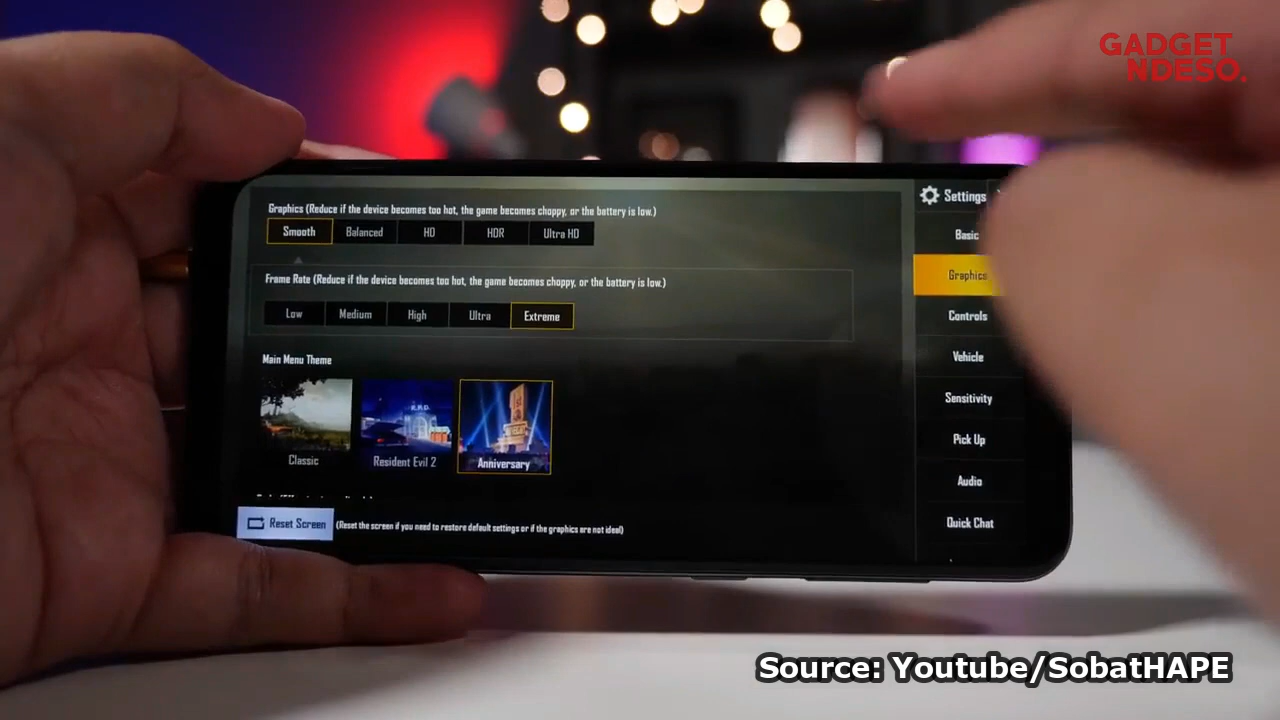 GADGET
NDESO.
Graphics (Reduce if the device becomes too hot, the game becomes choppy, or the battery is low.)
Smooth Balanced HD HDR Ultra HD
Frame Rate (Reduce if the device becomes too hot, the game becomes choppy, or the battery is low.)
Low Medium High Ultra Extreme
Main Menu Theme
R.P.D.
Classic Resident Evil 2 Anniversary
Reset Screen (Reset the screen if you need to restore default settings or if the graphics are not ideal)
Settings
Basic
Graphics
Controls
Vehicle
Sensitivity
Pick Up
Audio
Quick Chat
Source: Youtube/SobatHAPE